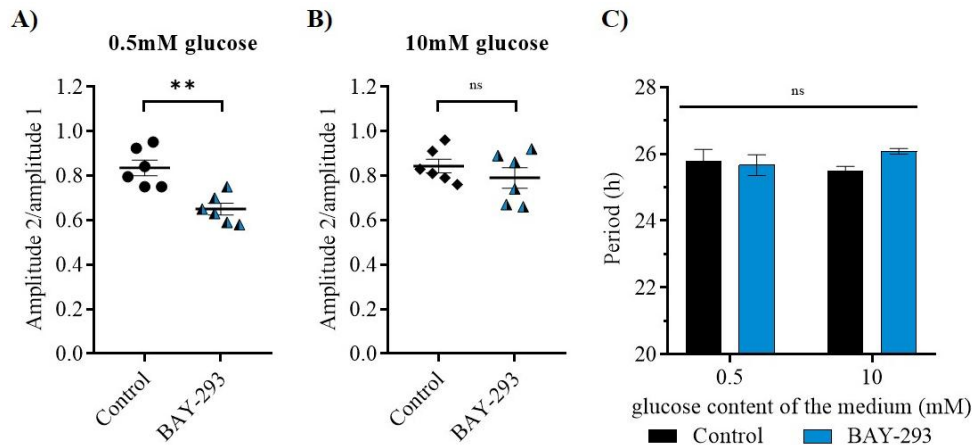 A)
0.5mM glucose
**
Amplitude 2/amplitude 1
1.2
1.0
0.8
0.6
0.4
0.2
0.0
Control
BAY-293
B)
10mM glucose
ns
Amplitude 2/amplitude 1
1.2
1.0
0.8
0.6
0.4
0.2
0.0
Control
BAY-293
C)
ns
Period (h)
28
26
24
22
20
0.5
10
glucose content of the medium (mM)
Control
BAY-293